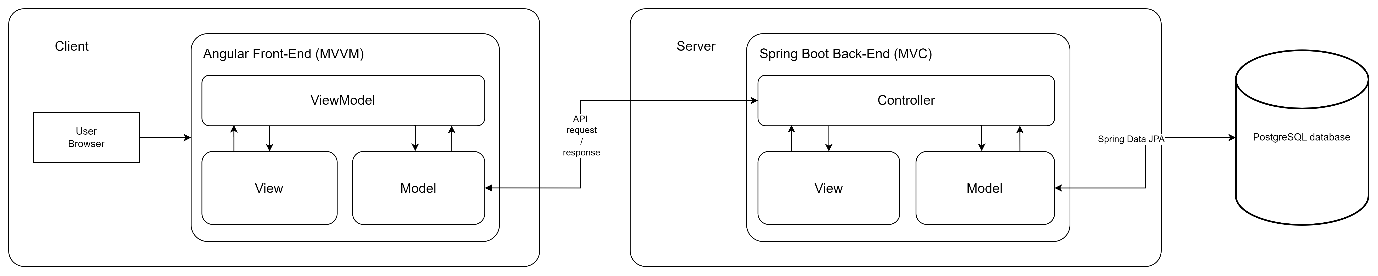 Client
Angular Front-End (MVVM)
ViewModel
User
Browser
View
Model
API
request
/
response
Server
Spring Boot Back-End (MVC)
Controller
View
Model
Spring Data JPA
PostgreSQL database